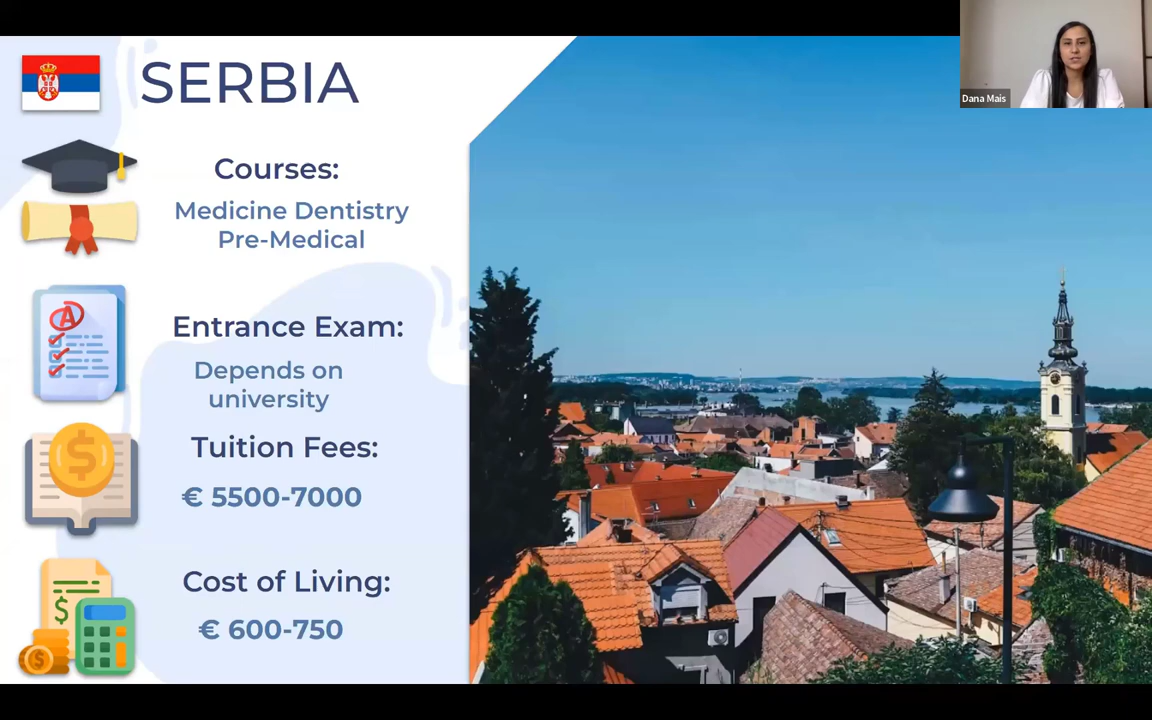 SERBIA
Courses:
Medicine Dentistry
Pre-Medical
Entrance Exam:
Depends on
university
Tuition Fees:
€ 5500-7000
Cost of Living:
€ 600-750
Dana Mais
A
$
$
$
$